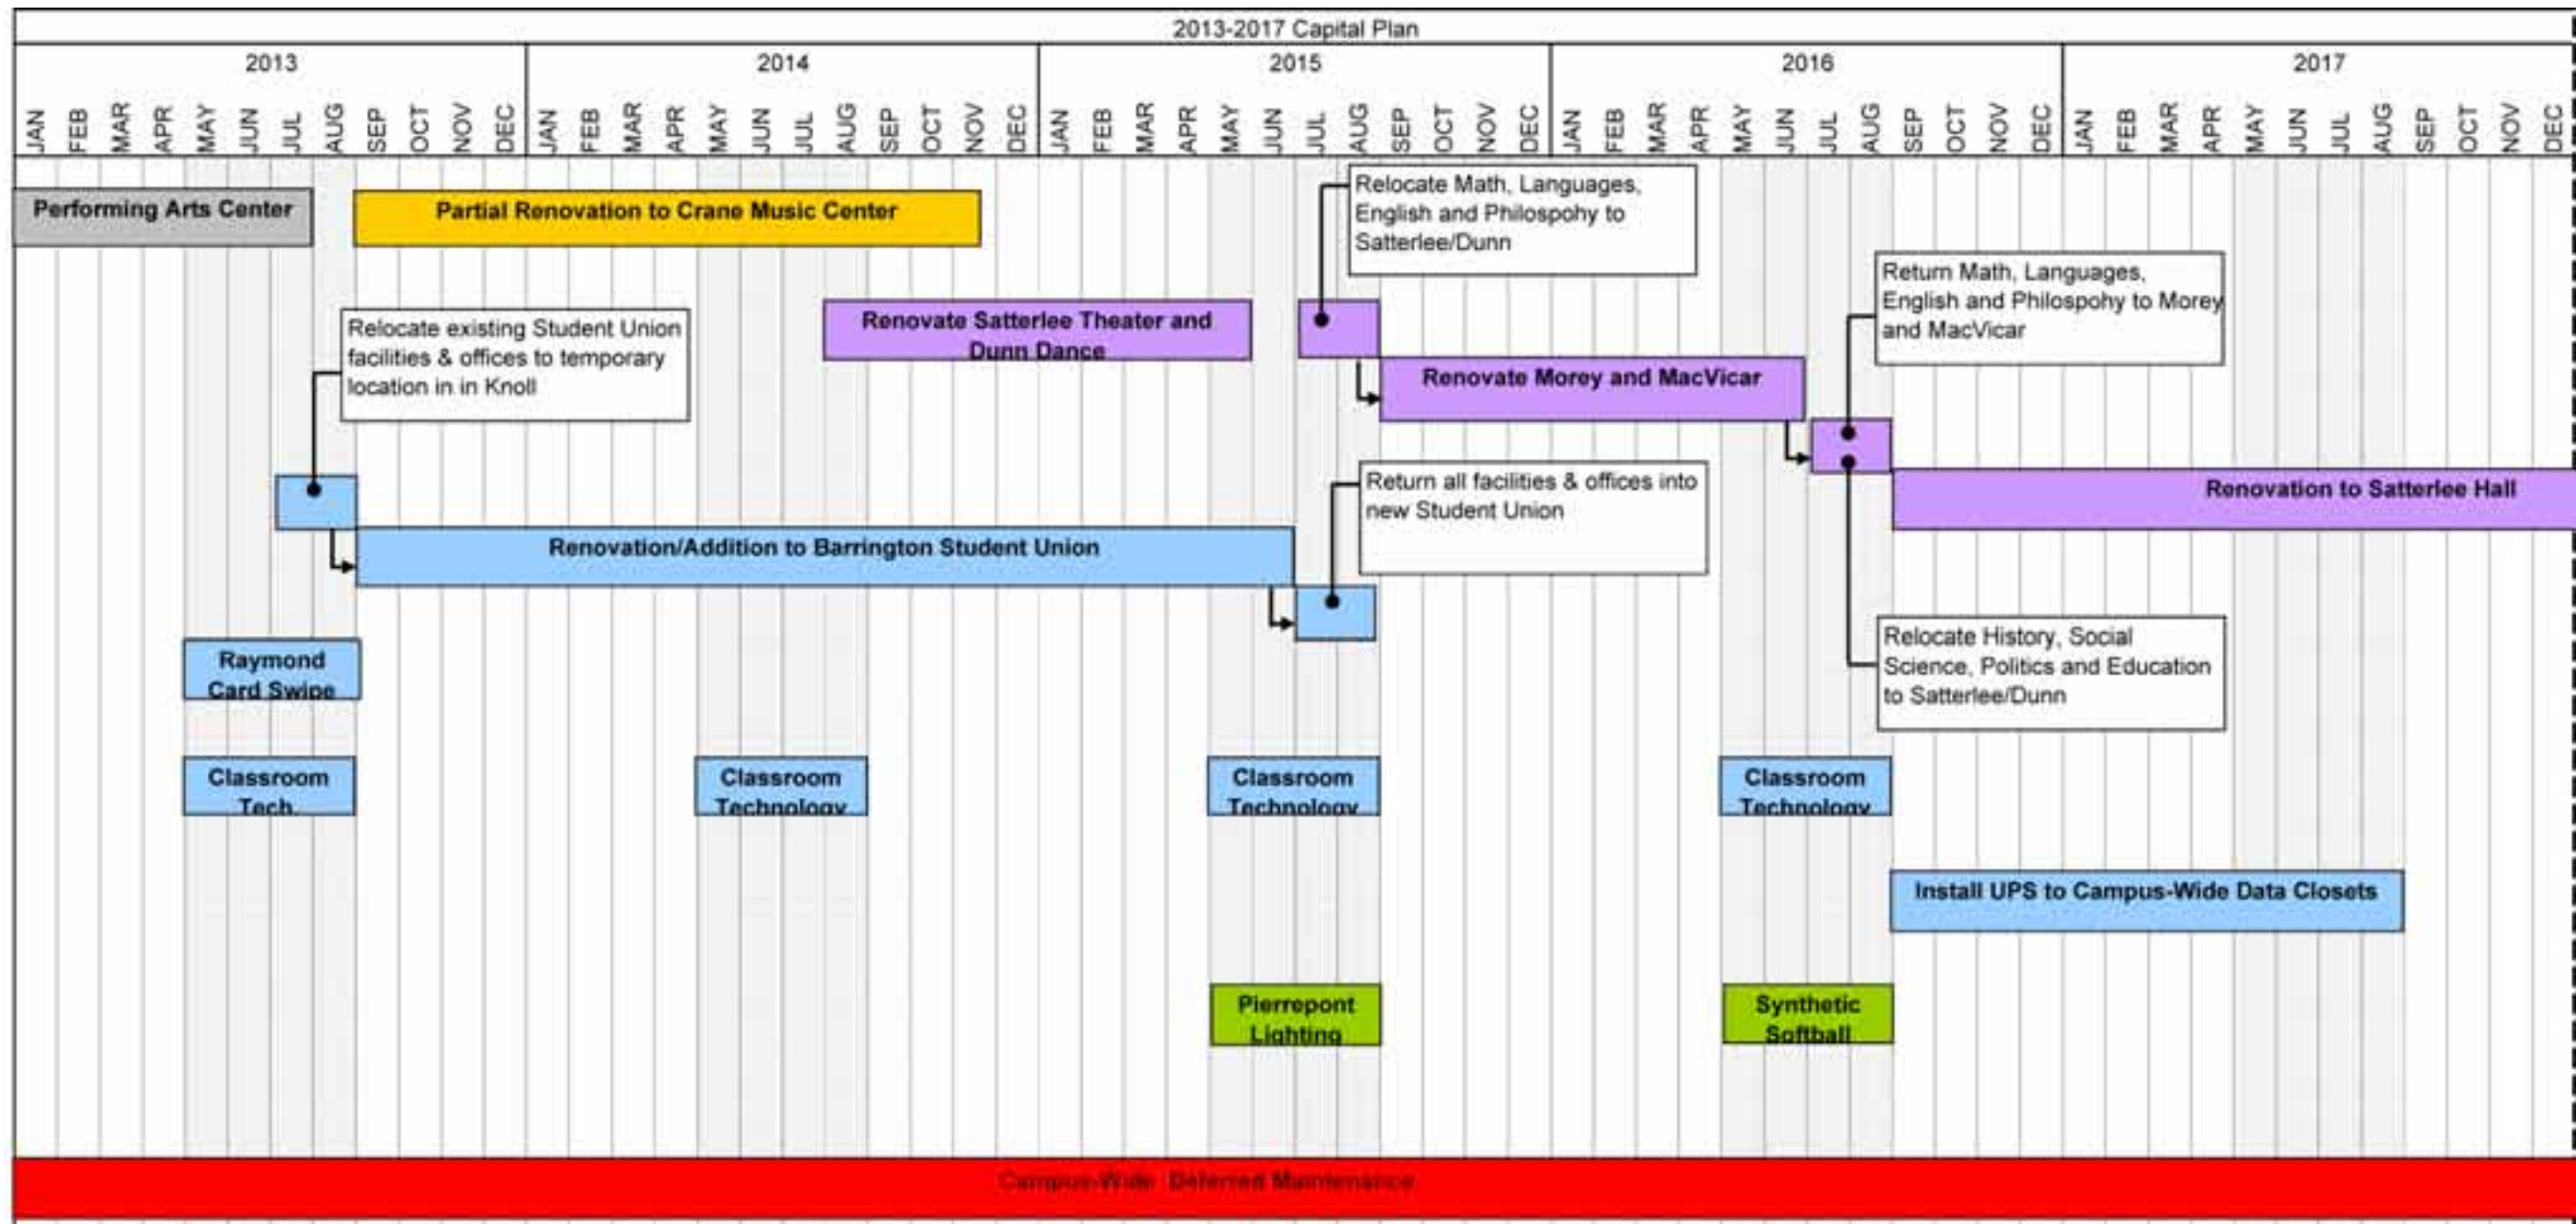 2013-2017 Capital Plan
2013 2014 2015 2016 2017
JAN FEB MAR APR MAY JUN JUL AUG SEP OCT NOV DEC JAN FEB MAR APR MAY JUN JUL AUG SEP OCT NOV DEC JAN FEB MAR APR MAY JUN JUL AUG SEP OCT NOV DEC JAN FEB MAR APR MAY JUN JUL AUG SEP OCT NOV DEC JAN FEB MAR APR MAY JUN JUL AUG SEP OCT NOV DEC
Performing Arts Center
Partial Renovation to Crane Music Center
Relocate Math, Languages,
English and Philospohy to
Satterlee/Dunn
Return Math, Languages,
English and Philospohy to Morey
and MacVicar
Relocate existing Student Union
facilities & offices to temporary
location in in Knoll
Renovate Satterlee Theater and
Dunn Dance
Renovate Morey and MacVicar
Return all facilities & offices into
new Student Union
Renovation to Satterlee Hall
Renovation/Addition to Barrington Student Union
Relocate History, Social
Science, Politics and Education
to Satterlee/Dunn
Raymond
Card Swipe
Classroom
Tech.
Classroom
Technology
Classroom
Technology
Classroom
Technology
Install UPS to Campus-Wide Data Closets
Pierrepont
Lighting
Synthetic
Softball
Campus-Wide Deferred Maintenance